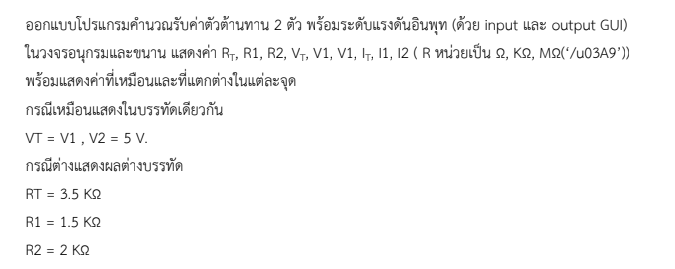 ออกแบบโปรแกรมคำนวณรับค่าตัวต้านทาน 2 ตัว พร้อมระดับแรงดันอินพุท (ด้วย input และ output GUI)
ในวงจรอนุกรมและขนาน แสดงค่า R_T, R1, R2, V_T, V1, V1, I_T, I1, I2 ( R หน่วยเป็น Ω, KΩ, MΩ('/u03A9'))
พร้อมแสดงค่าที่เหมือนและที่แตกต่างในแต่ละจุด
กรณีเหมือนแสดงในบรรทัดเดียวกัน
VT = V1 , V2 = 5 V.
กรณีต่างแสดงผลต่างบรรทัด
RT = 3.5 KΩ
R1 = 1.5 KΩ
R2 = 2 KΩ